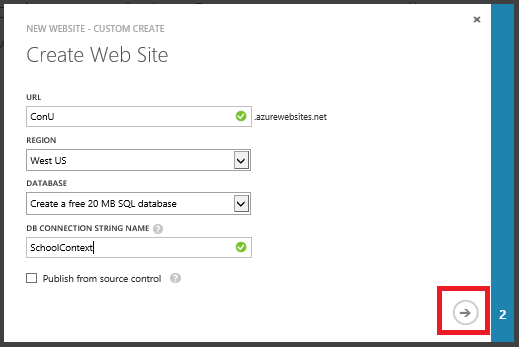 NEW WEBSITE - CUSTOM CREATE
Create Web Site
URL
ConU .azurewebsites.net
REGION
West US
DATABASE
Create a free 20 MB SQL database
DB CONNECTION STRING NAME ?
SchoolContext
Publish from source control ?
2